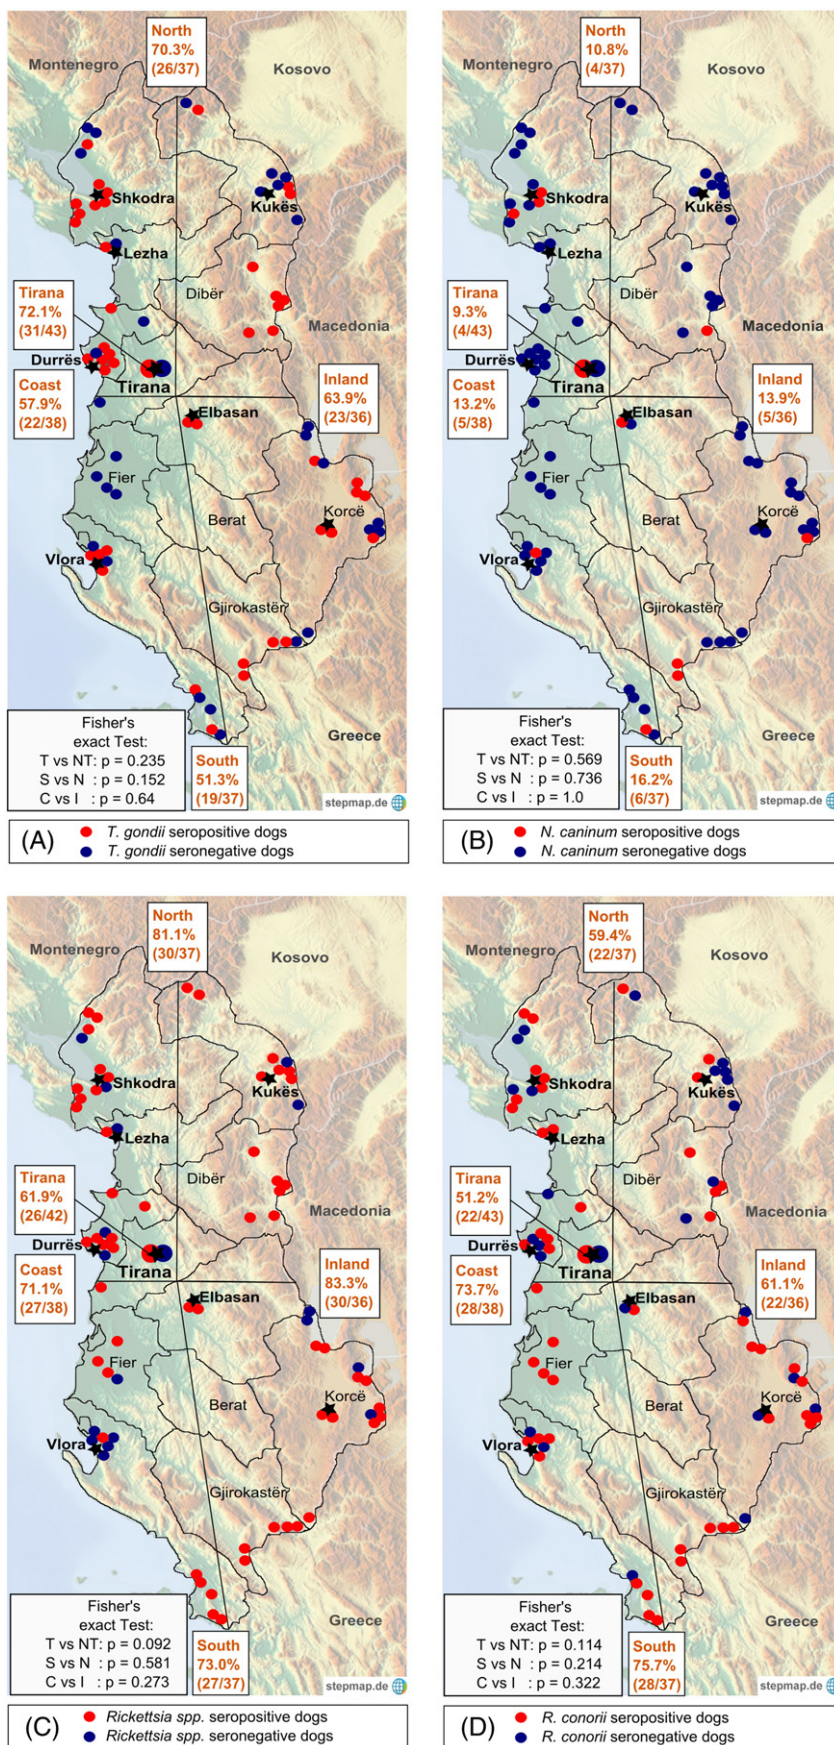 North
70.3%
(26/37)
Montenegro
Kosovo
Shkodra
Kukës
Lezha
Tirana
72.1%
(31/43)
Dibër
Macedonia
Durrës
Tirana
Coast
57.9%
(22/38)
Inland
63.9%
(23/36)
Elbasan
Fier
Korcë
Berat
Vlora
Gjirokastër
Fisher's
exact Test:
T vs NT: p = 0.235
S vs N : p = 0.152
C vs I : p = 0.64
South
51.3%
(19/37)
Greece
stepmap.de
(A)
T. gondii seropositive dogs
T. gondii seronegative dogs
North
10.8%
(4/37)
Montenegro
Kosovo
Shkodra
Kukës
Lezha
Tirana
9.3%
(4/43)
Dibër
Macedonia
Durrës
Tirana
Coast
13.2%
(5/38)
Inland
13.9%
(5/36)
Elbasan
Fier
Korcë
Berat
Vlora
Gjirokastër
Fisher's
exact Test:
T vs NT: p = 0.569
S vs N : p = 0.736
C vs I : p = 1.0
South
16.2%
(6/37)
Greece
stepmap.de
(B)
N. caninum seropositive dogs
N. caninum seronegative dogs
North
81.1%
(30/37)
Montenegro
Kosovo
Shkodra
Kukës
Lezha
Tirana
61.9%
(26/42)
Dibër
Macedonia
Durrës
Tirana
Coast
71.1%
(27/38)
Inland
83.3%
(30/36)
Elbasan
Fier
Korcë
Berat
Vlora
Gjirokastër
Fisher's
exact Test:
T vs NT: p = 0.092
S vs N : p = 0.581
C vs I : p = 0.273
South
73.0%
(27/37)
Greece
stepmap.de
(C)
Rickettsia spp. seropositive dogs
Rickettsia spp. seronegative dogs
North
59.4%
(22/37)
Montenegro
Kosovo
Shkodra
Kukës
Lezha
Tirana
51.2%
(22/43)
Dibër
Macedonia
Durrës
Tirana
Coast
73.7%
(28/38)
Inland
61.1%
(22/36)
Elbasan
Fier
Korcë
Berat
Vlora
Gjirokastër
Fisher's
exact Test:
T vs NT: p = 0.114
S vs N : p = 0.214
C vs I : p = 0.322
South
75.7%
(28/37)
Greece
stepmap.de
(D)
R. conorii seropositive dogs
R. conorii seronegative dogs